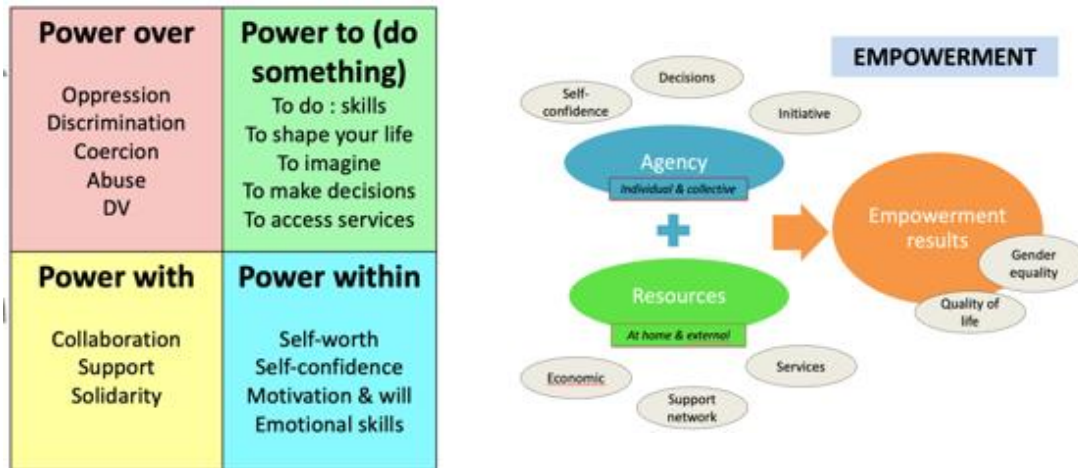 Power over
Oppression
Discrimination
Coercion
Abuse
DV
Power to (do
something)
To do : skills
To shape your life
To imagine
To make decisions
To access services
Power with
Collaboration
Support
Solidarity
Power within
Self-worth
Self-confidence
Motivation & will
Emotional skills
EMPOWERMENT
Decisions
Self-
confidence
Initiative
Agency
Individual & collective
Empowerment
results
Gender
equality
Quality of
life
Resources
At home & external
Services
Economic
Support
network